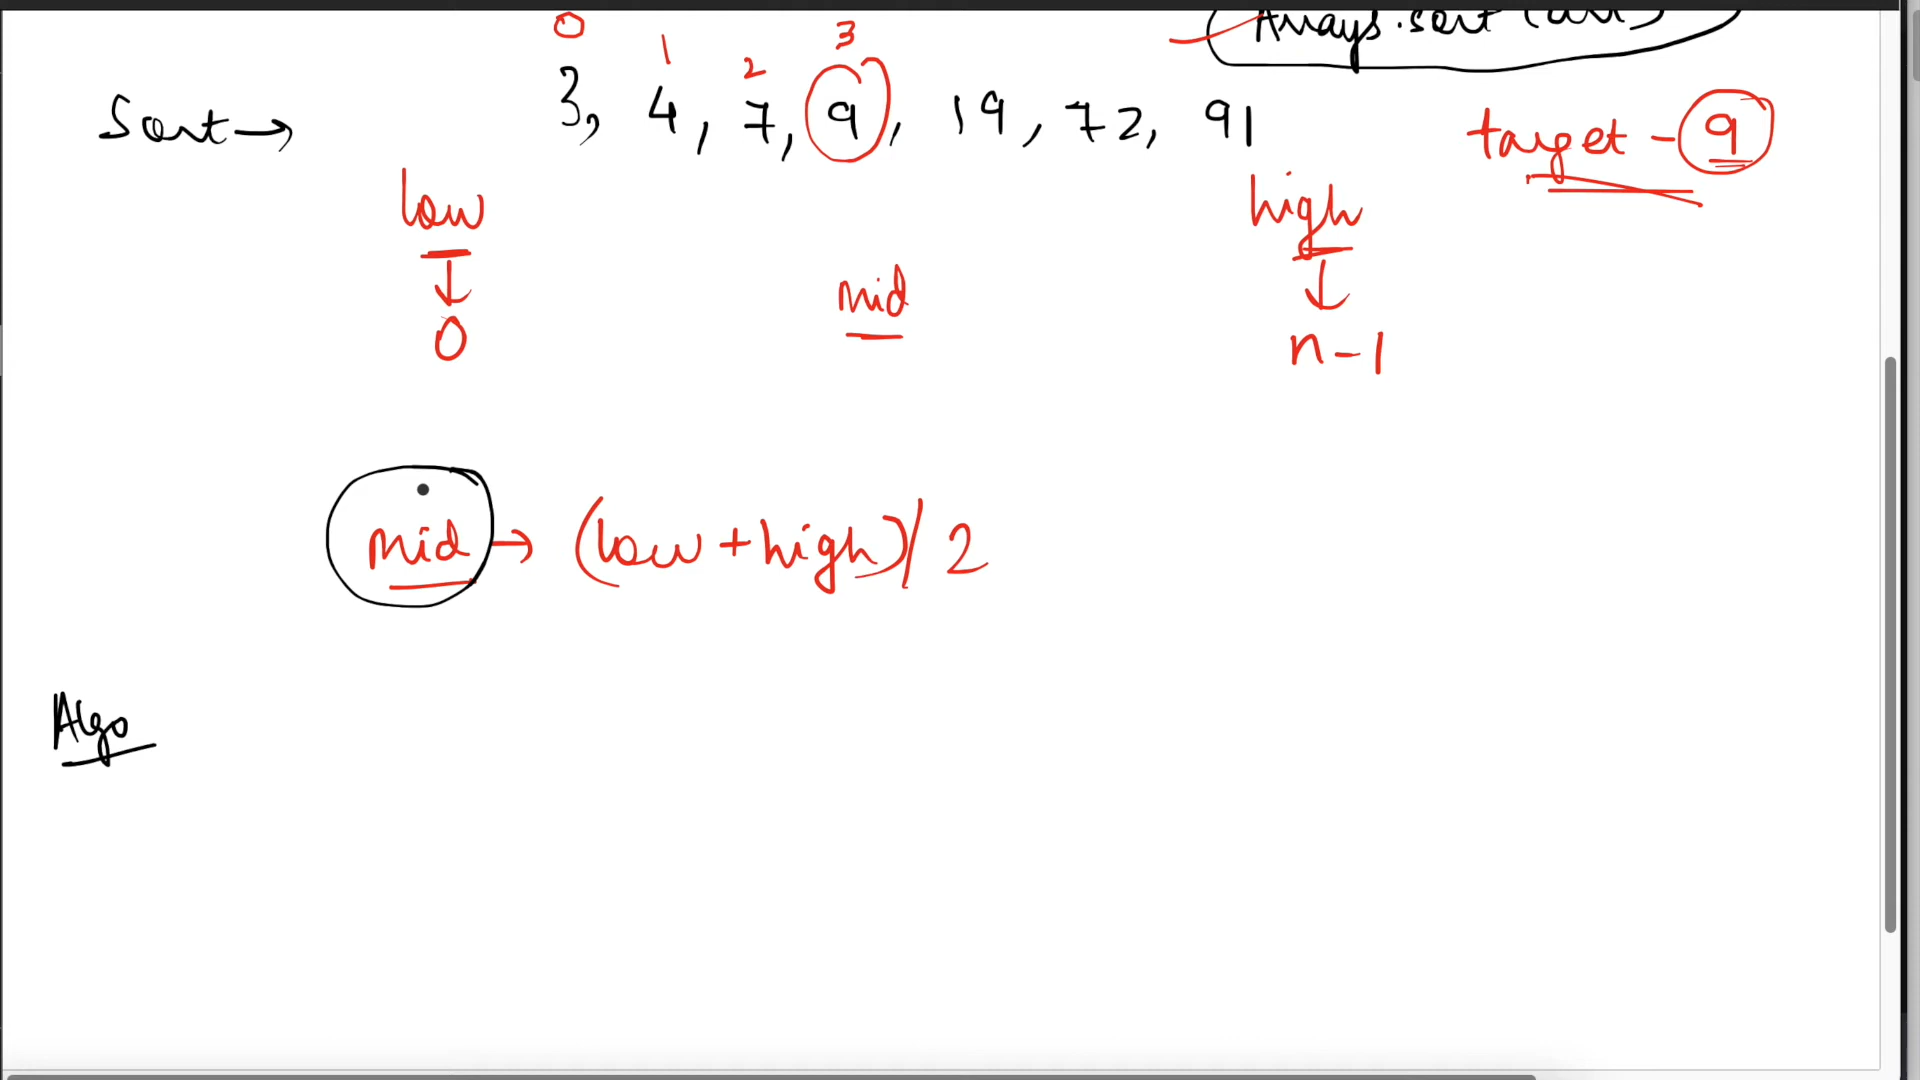 Arrays.sort (arr)
0 1 2 3
Sort → 3, 4, 7, 9, 19, 72, 91
target - 9
low mid high
↓ ↓
0 n-1
mid → (low + high) / 2
Algo